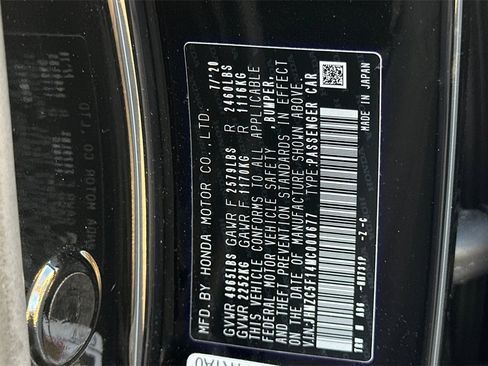 MFD.BY HONDA MOTOR CO.,LTD. 7/'20
GVWR 4965LBS GAWR F 2579LBS R 2460LBS
GVWR 2252KG GAWR F 1170KG R 1116KG
THIS VEHICLE CONFORMS TO ALL APPLICABLE
FEDERAL MOTOR VEHICLE SAFETY ,BUMPER,
AND THEFT PREVENTION STANDARDS IN EFFECT
ON THE DATE OF MANUFACTURE SHOWN ABOVE.
V.I.N.:JHMZC5F14MC000677 TYPE:PASSENGER CAR
-Z -C
MADE IN JAPAN